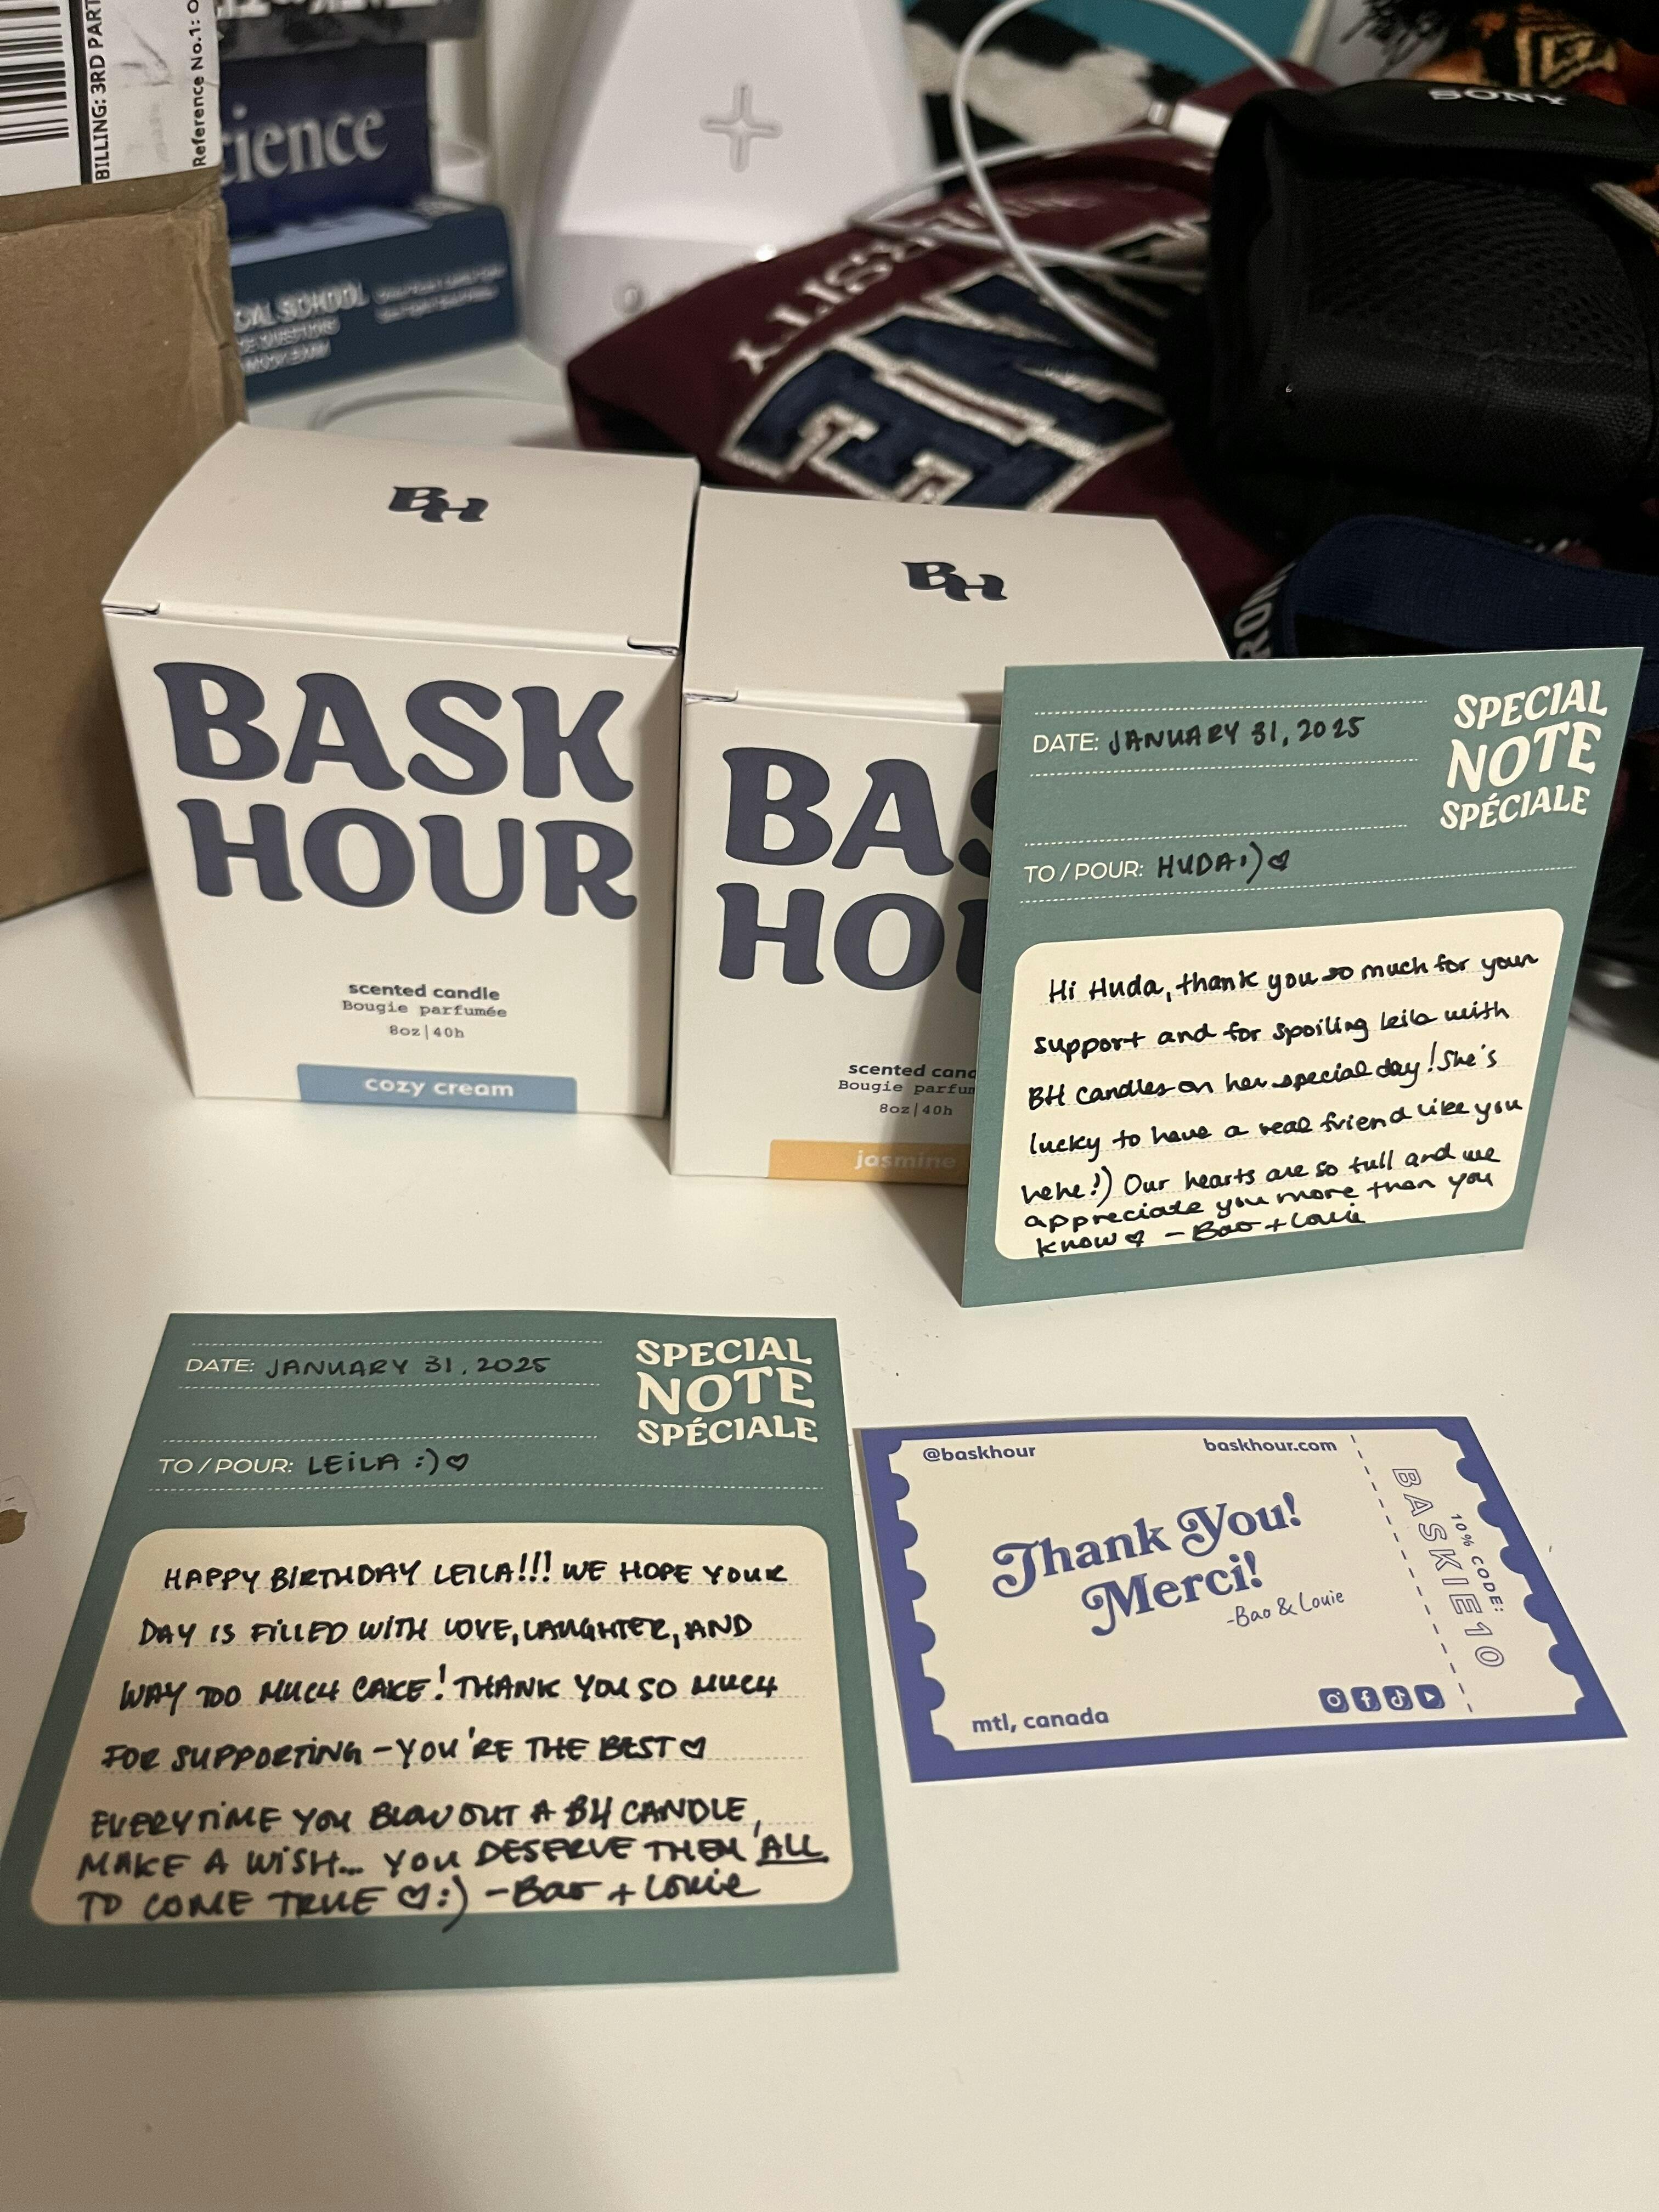 BILLING: 3RD PART
Reference No.1: O
cience
CAL SCHOOL
SONY
BH
BASK
HOUR
scented candle
Bougie parfumée
8oz|40h
cozy cream
BH
BAS
HOU
scented cand
Bougie parfum
8oz|40h
jasmine
SPECIAL
NOTE
SPÉCIALE
DATE: JANUARY 31, 2025
TO / POUR: HUDA :) ♡
Hi Huda, thank you so much for your
support and for spoiling Leila with
BH candles on her special day! She's
lucky to have a real friend like you
hehe :) Our hearts are so full and we
appreciate you more than you
know ♡ - Bao + Louie
SPECIAL
NOTE
SPÉCIALE
DATE: JANUARY 31, 2025
TO / POUR: LEILA :) ♡
HAPPY BIRTHDAY LEILA!!! WE HOPE YOUR
DAY IS FILLED WITH LOVE, LAUGHTER, AND
WAY TOO MUCH CAKE! THANK YOU SO MUCH
FOR SUPPORTING - YOU'RE THE BEST ♡
EVERYTIME YOU BLOW OUT A BH CANDLE,
MAKE A WISH... YOU DESERVE THEM ALL
TO COME TRUE ♡ :) - Bao + Louie
@baskhour
baskhour.com
Thank You!
Merci!
-Bao & Louie
mtl, canada
10% CODE:
BASKIE10